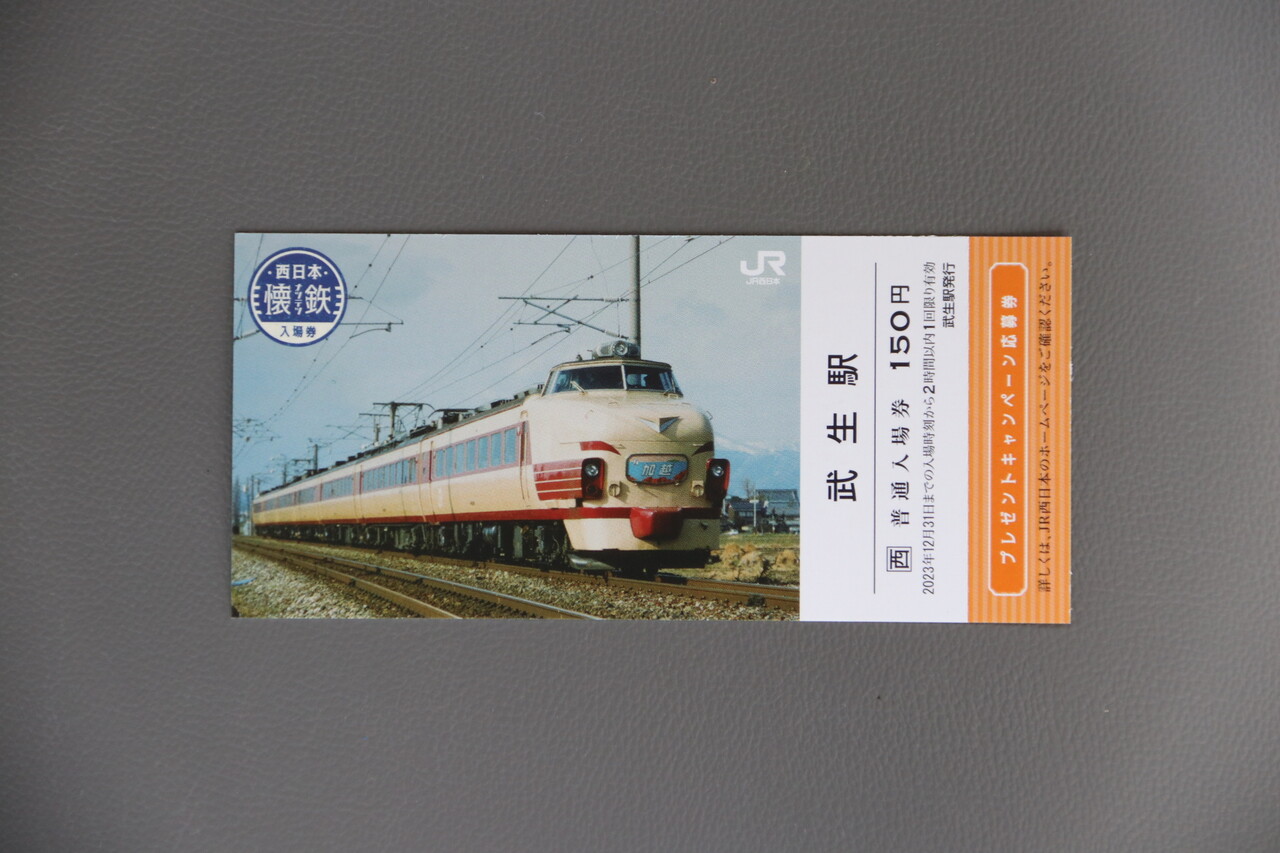 ・西日本・
懐鉄
ナツテツ
入場券
JR
JR西日本
加越
武生駅
西 普通入場券 150円
2023年12月31日までの入場時刻から2時間以内1回限り有効
武生駅発行
プレゼントキャンペーン応募券
詳しくは、JR西日本のホームページをご確認ください。